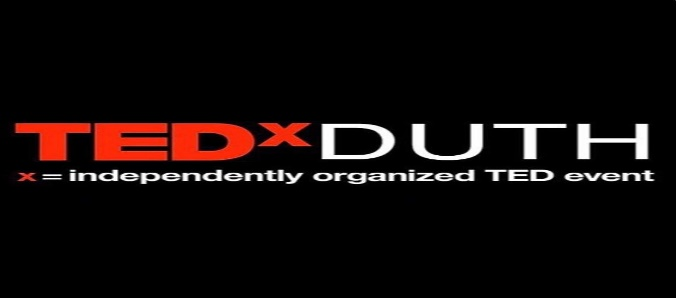 TEDxDUTH
x = independently organized TED event